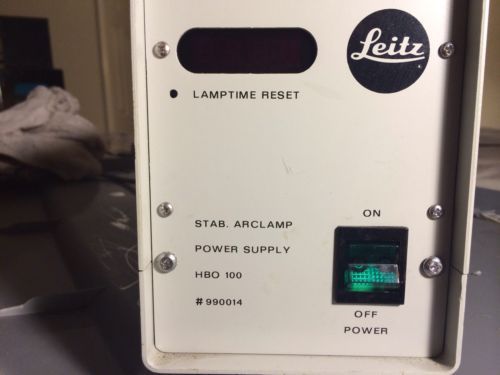 Leitz
LAMPTIME RESET
STAB. ARCLAMP
POWER SUPPLY
HBO 100
# 990014
ON
OFF
POWER